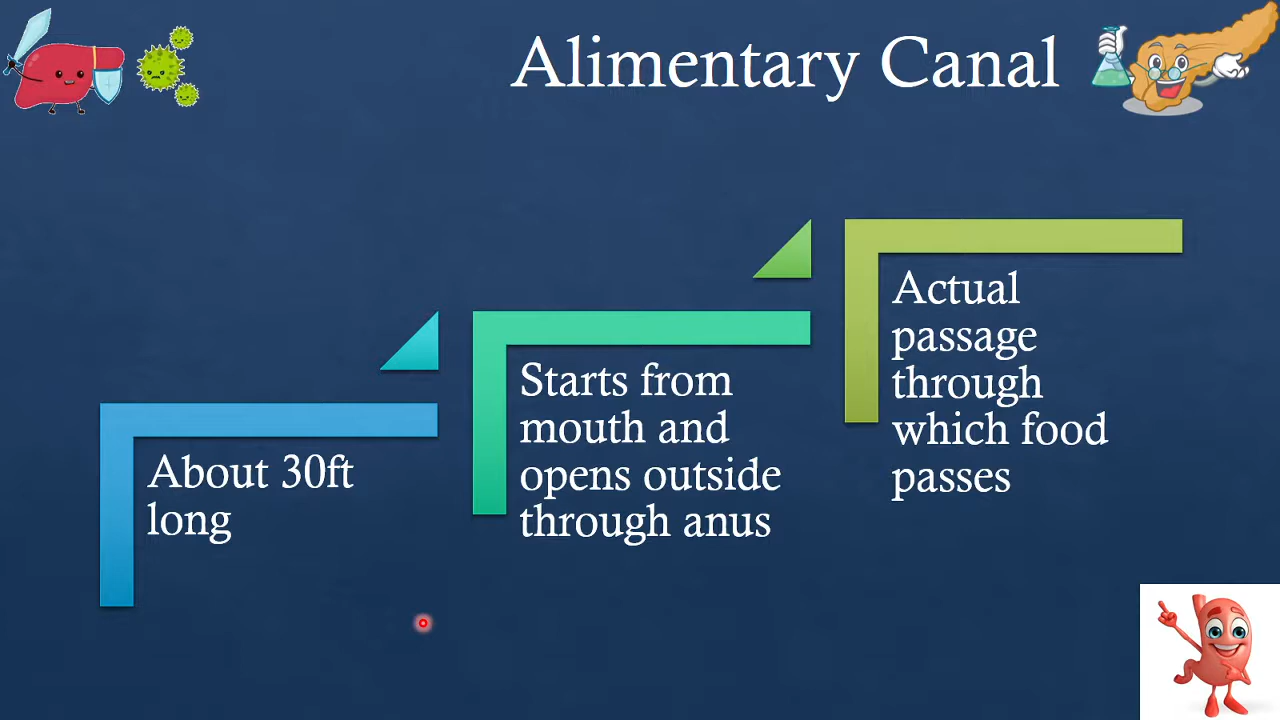 Alimentary Canal
About 30ft
long
Starts from
mouth and
opens outside
through anus
Actual
passage
through
which food
passes